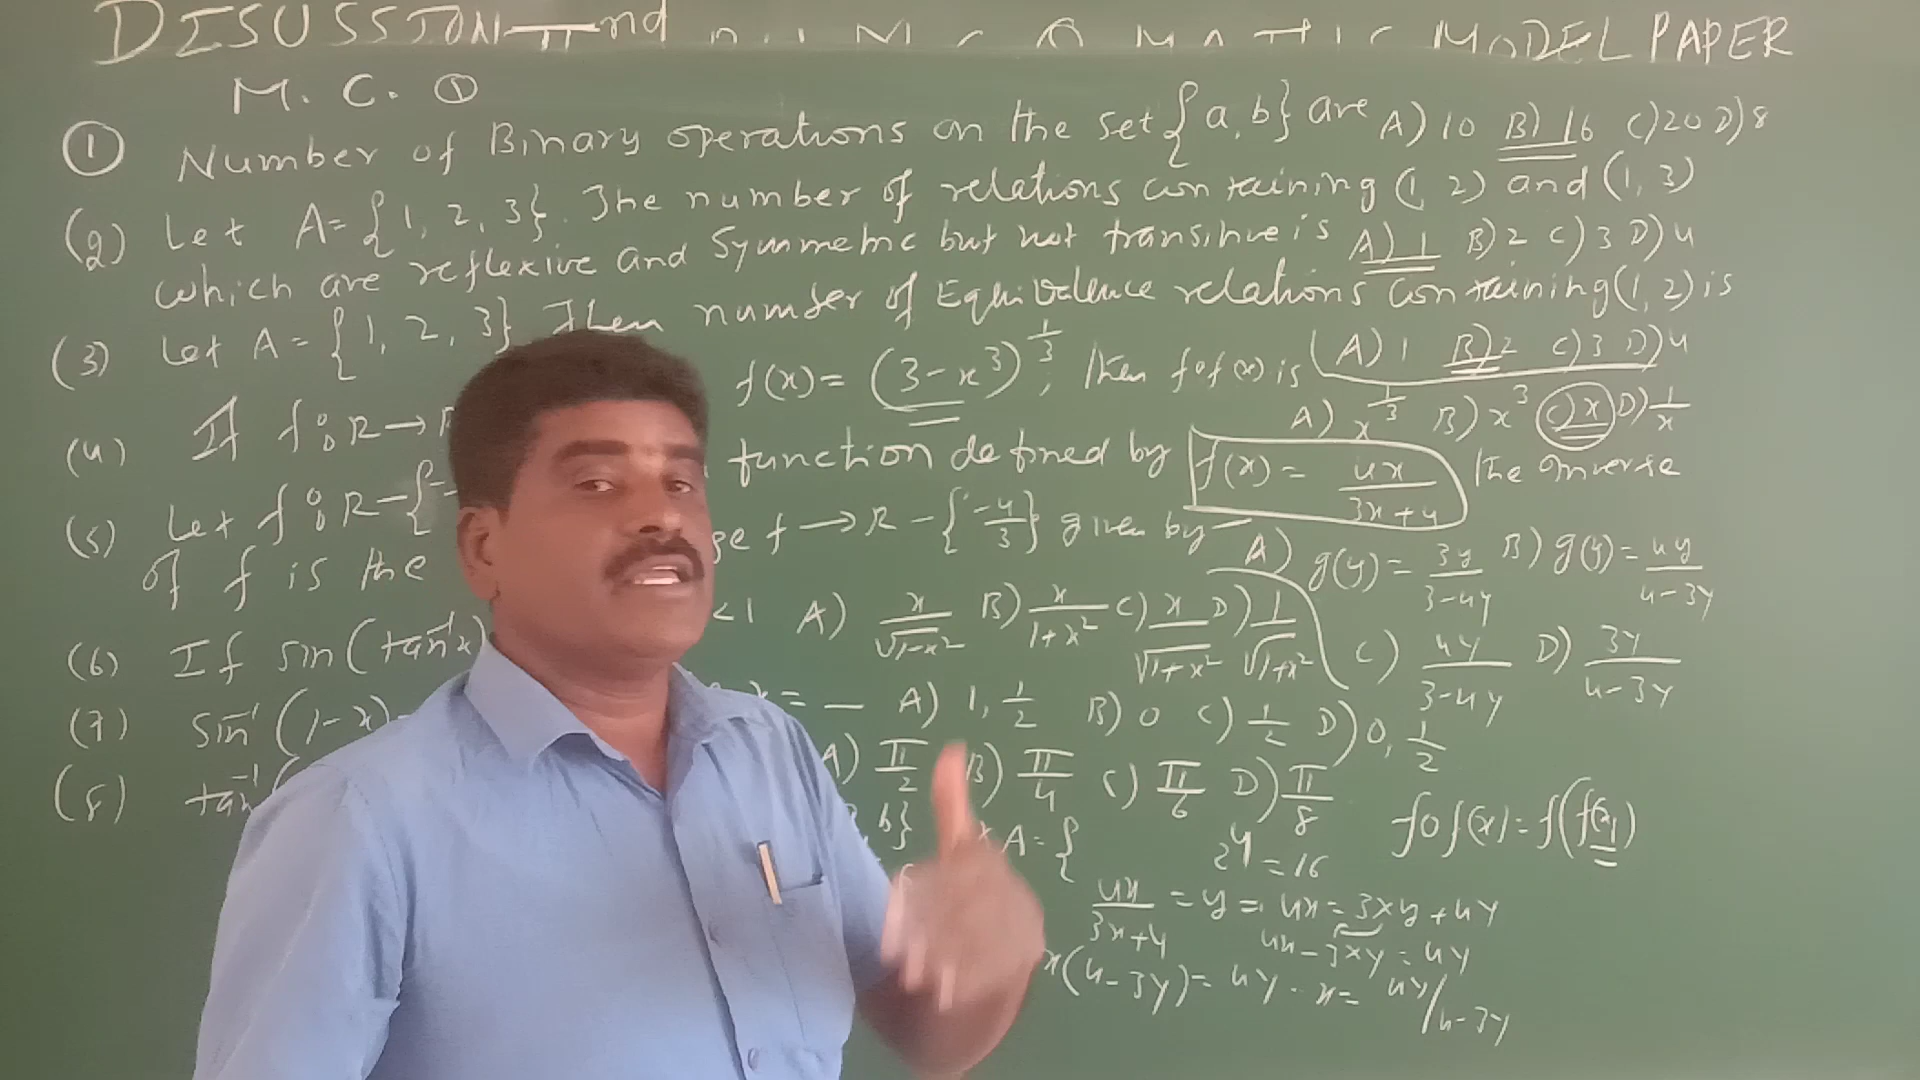 DISUSSION IInd MODEL PAPER
M. C. Q
(1) Number of Binary operations on the set {a, b} are A) 10 B) 16 C) 20 D) 8
(2) Let A = {1, 2, 3}. The number of relations containing (1, 2) and (1, 3)
which are reflexive and symmetric but not transitive is A) 1 B) 2 C) 3 D) 4
(3) Let A = {1, 2, 3} Then number of Equivalence relations containing (1, 2) is
(A) 1 B) 2 C) 3 D) 4
(4) If f: R → R f(x) = (3 - x³)^{1/3}, then fof(x) is
A) x^{1/3} B) x³ C) x D) 1/x
(5) Let f: R - { function defined by f(x) = 4x/(3x+4) the inverse
of f is the f → R - {-4/3} given by - A) g(y) = 3y/(3-4y) B) g(y) = 4y/(4-3y)
C) 4y/(3-4y) D) 3y/(4-3y)
(6) If sin(tan⁻¹x) <1 A) x/√(1-x²) B) x/(1+x²) C) x/√(1+x²) D) 1/√(1+x²)
(7) sin⁻¹(1-x) - x = — A) 1, 1/2 B) 0 C) 1/2 D) 0, 1/2
(8) tan⁻¹( A) π/2 B) π/4 C) π/6 D) π/8
b} A = {
2⁴ = 16
fof(x) = f(f(x))
4x/(3x+4) = y = 4x = 3xy + 4y
4x - 3xy = 4y
x(4-3y) = 4y . x = 4y/4-3y